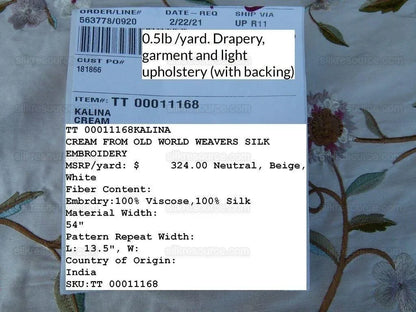 ORDER/LINE# DATE-REQ SHIP VIA
563778/0920 2/22/21 UP R11
CUST PO#
181866
0.5lb /yard. Drapery,
garment and light
upholstery (with backing)
ITEM#: TT 00011168
KALINA
CREAM
TT 00011168KALINA
CREAM FROM OLD WORLD WEAVERS SILK
EMBROIDERY
MSRP/yard: $ 324.00 Neutral, Beige,
White
Fiber Content:
Embrdry:100% Viscose,100% Silk
Material Width:
54"
Pattern Repeat Width:
L: 13.5", W:
Country of Origin:
India
SKU:TT 00011168